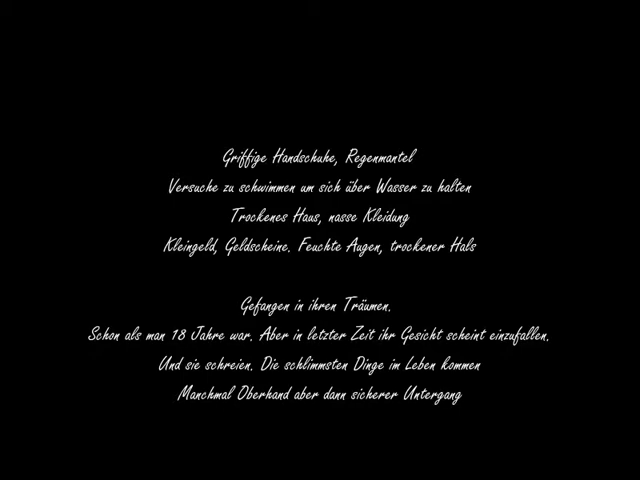 Griffige Handschuhe, Regenmantel
Versuche zu schwimmen um sich über Wasser zu halten
Trockenes Haus, nasse Kleidung
Kleingeld, Geldscheine. Feuchte Augen, trockener Hals
Gefangen in ihren Träumen.
Schon als man 18 Jahre war. Aber in letzter Zeit ihr Gesicht scheint einzufallen.
Und sie schreien. Die schlimmsten Dinge im Leben kommen
Manchmal Oberhand aber dann sicherer Untergang